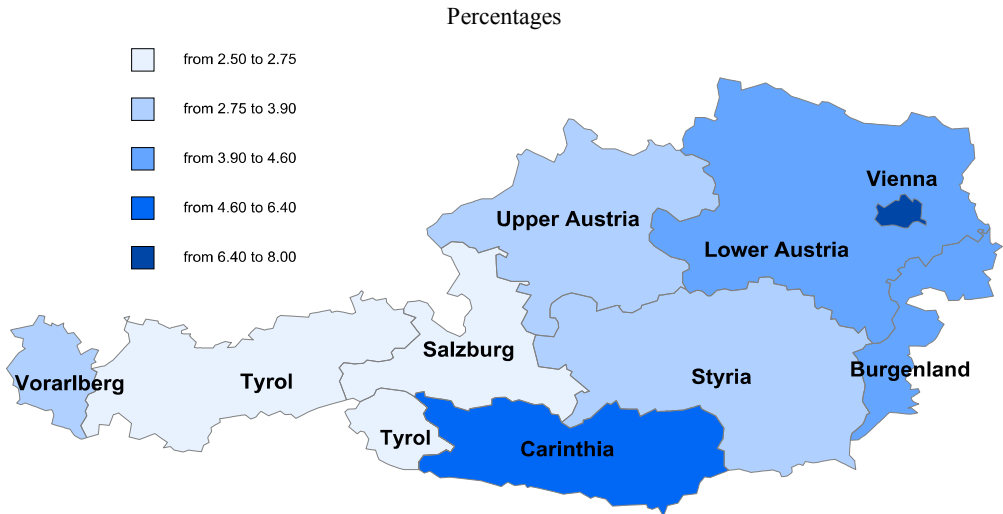 Percentages
from 2.50 to 2.75
from 2.75 to 3.90
from 3.90 to 4.60
from 4.60 to 6.40
from 6.40 to 8.00
Vienna
Upper Austria
Lower Austria
Salzburg
Vorarlberg
Tyrol
Styria
Burgenland
Tyrol
Carinthia